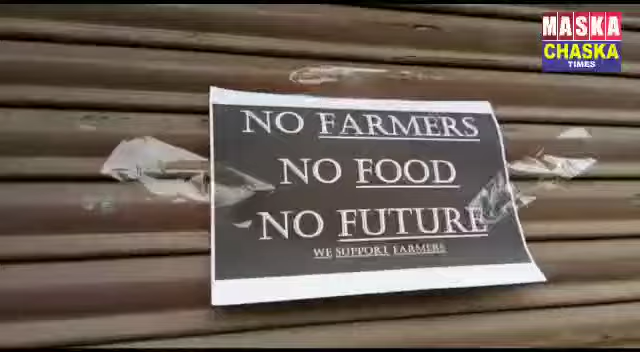 MASKA
CHASKA
TIMES
NO FARMERS
NO FOOD
NO FUTURE
WE SUPPORT FARMERS